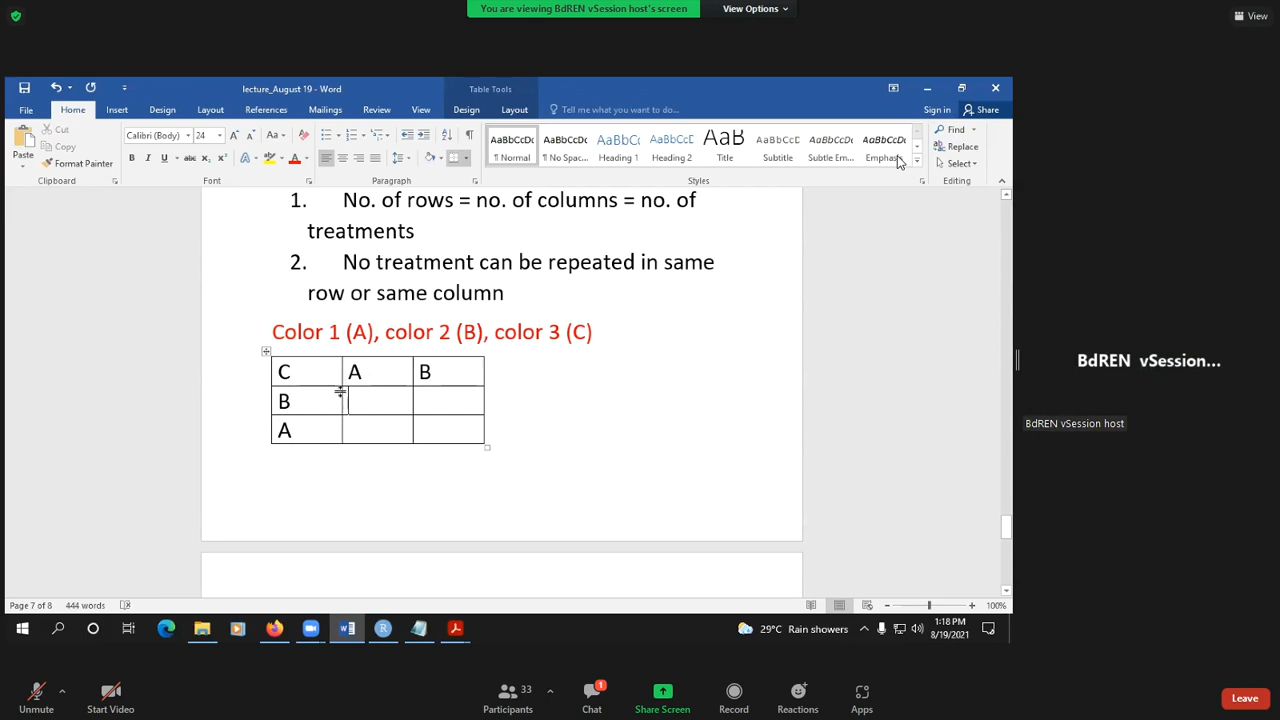 You are viewing BdREN vSession host's screen
View Options
View
lecture_August 19 - Word
Table Tools
File
Home
Insert
Design
Layout
References
Mailings
Review
View
Design
Layout
Tell me what you want to do...
Sign in
Share
Paste
Cut
Copy
Format Painter
Clipboard
Calibri (Body)
24
Font
Paragraph
AaBbCcDc
¶ Normal
AaBbCcDc
¶ No Spac...
AaBbCc
Heading 1
AaBbCcD
Heading 2
AaB
Title
AaBbCcD
Subtitle
AaBbCcDc
Subtle Em...
AaBbCcDc
Emphasis
Styles
Find
Replace
Select
Editing
1. No. of rows = no. of columns = no. of
treatments
2. No treatment can be repeated in same
row or same column
Color 1 (A), color 2 (B), color 3 (C)
C A B
B
A
BdREN vSession...
BdREN vSession host
Page 7 of 8
444 words
100%
29°C Rain showers
1:18 PM
8/19/2021
Unmute
Start Video
33
Participants
1
Chat
Share Screen
Record
Reactions
Apps
Leave